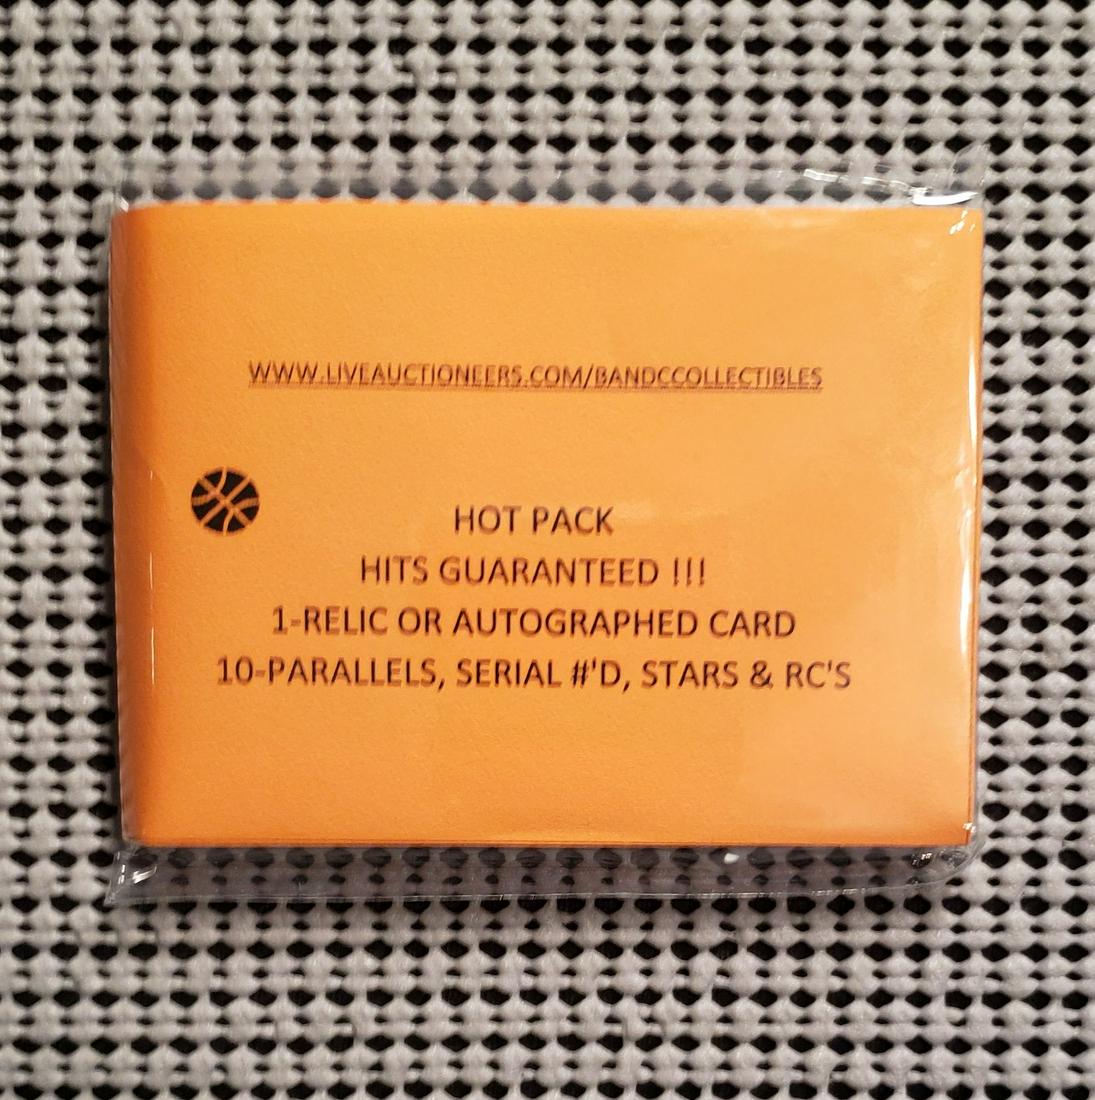 WWW.LIVEAUCTIONEERS.COM/BANDCCOLLECTIBLES
HOT PACK
HITS GUARANTEED !!!
1-RELIC OR AUTOGRAPHED CARD
10-PARALLELS, SERIAL #'D, STARS & RC'S